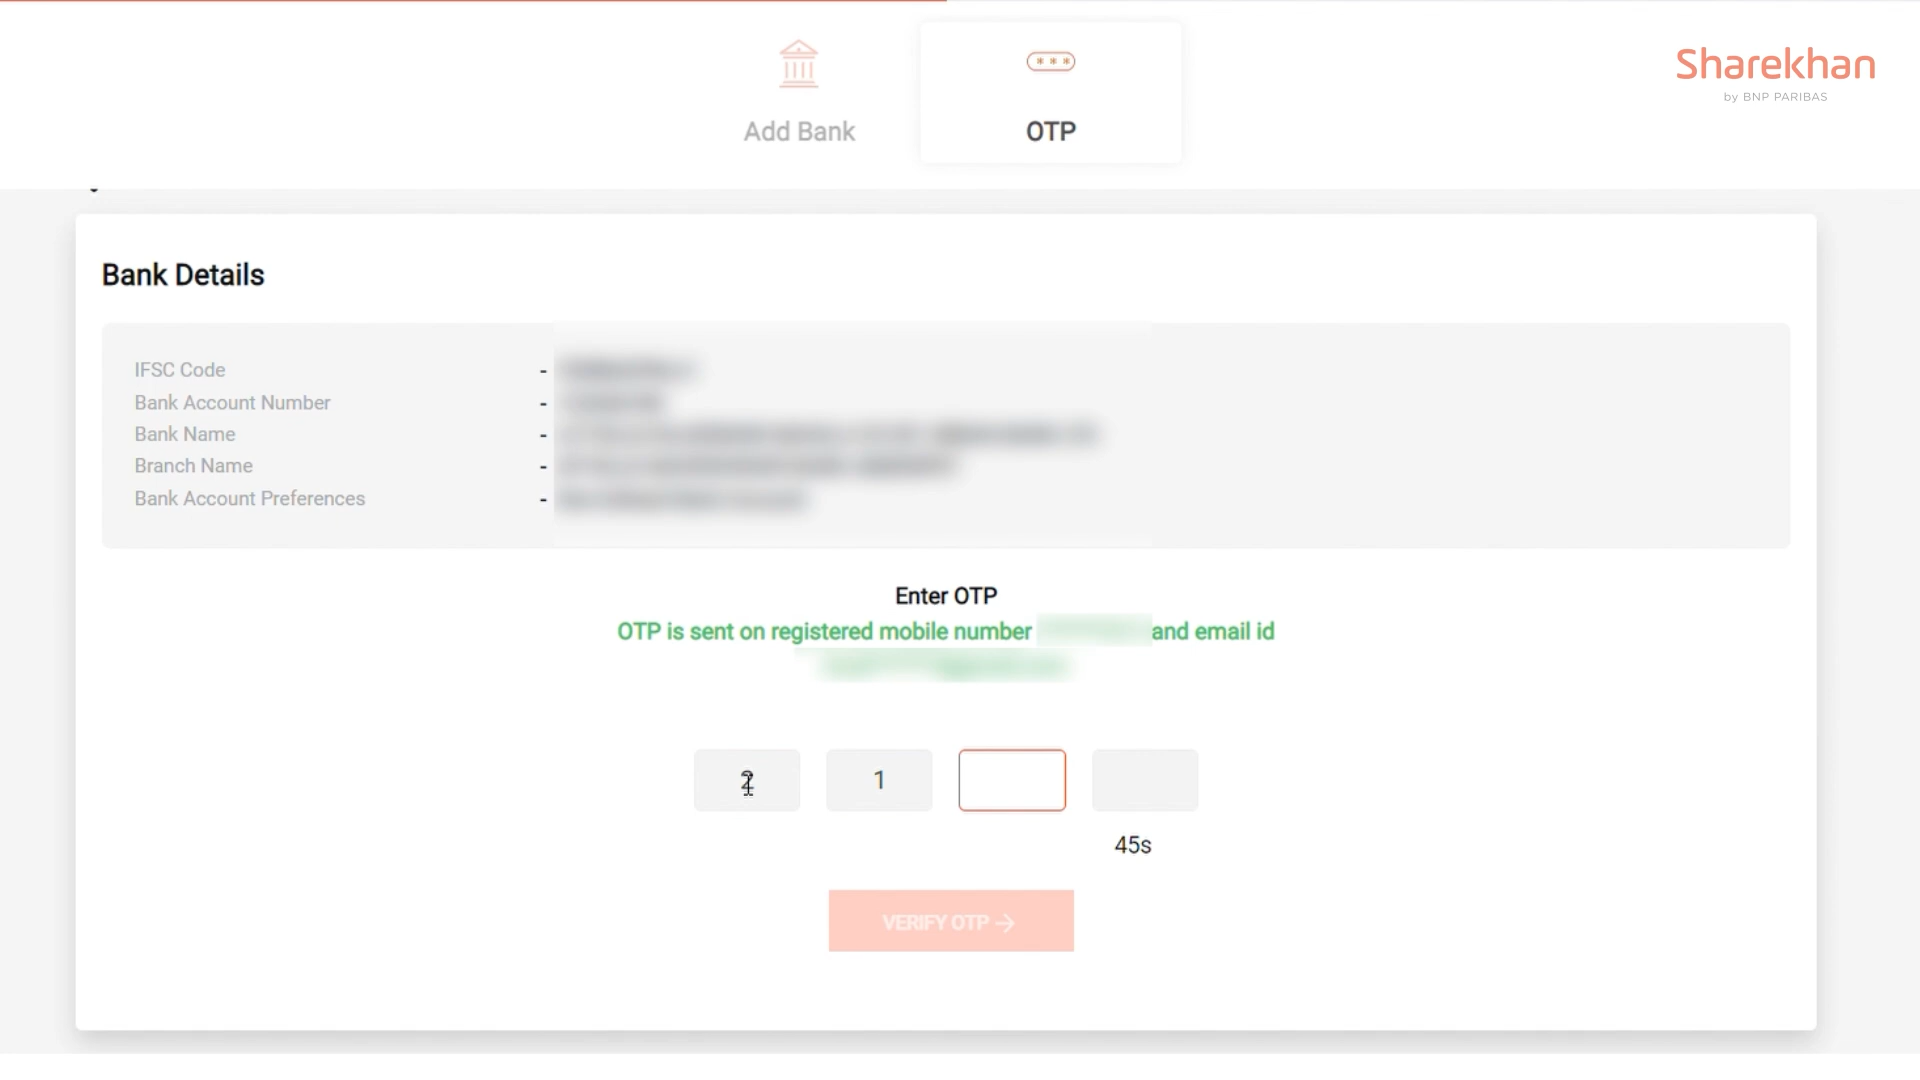 Sharekhan
by BNP PARIBAS
* * *
Add Bank
OTP
Bank Details
IFSC Code -
Bank Account Number -
Bank Name -
Branch Name -
Bank Account Preferences -
Enter OTP
OTP is sent on registered mobile number and email id
2 1
45s
VERIFY OTP →